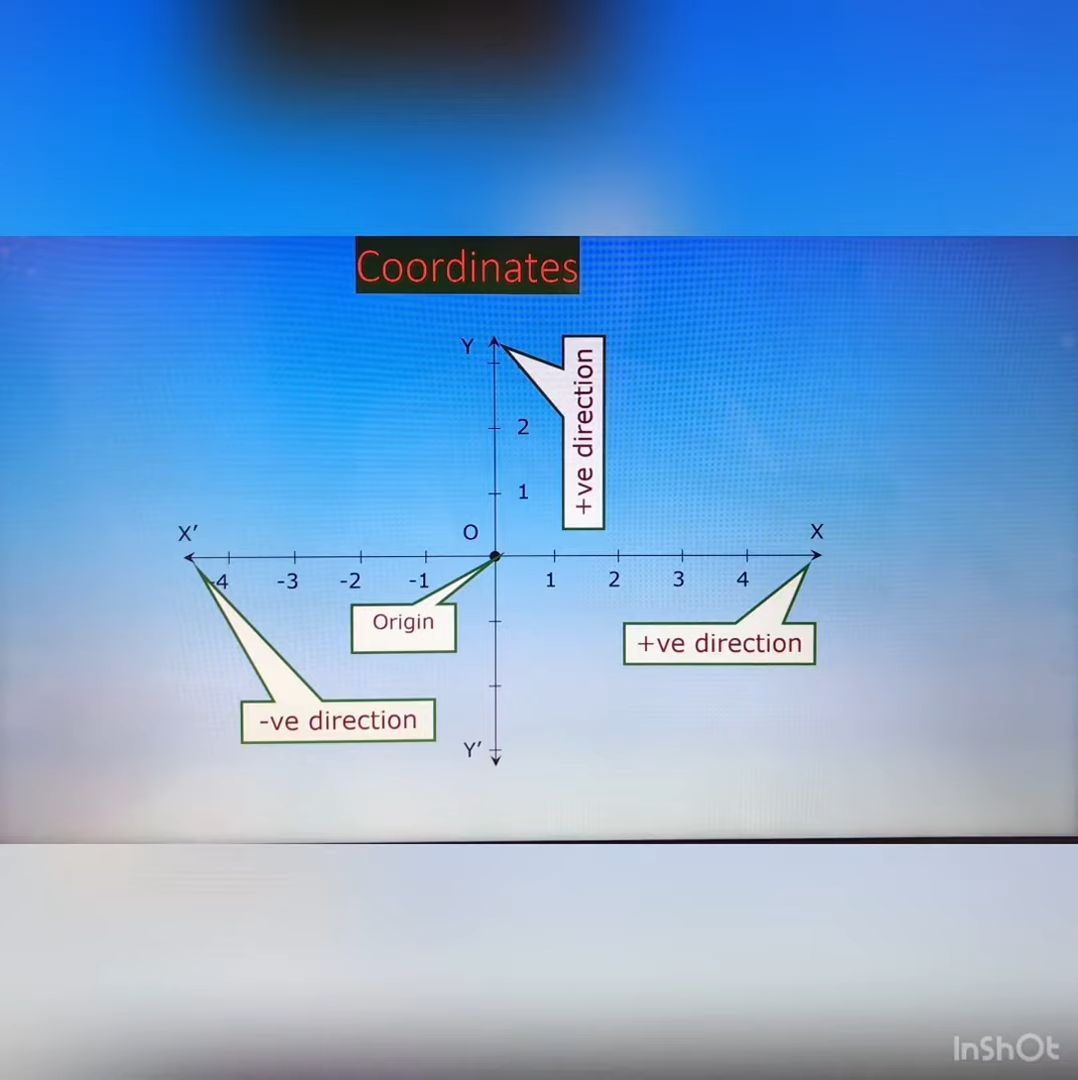 Coordinates
Y
+ve direction
2
1
X'
O
X
-4
-3
-2
-1
1
2
3
4
Origin
+ve direction
-ve direction
Y'
InShOt